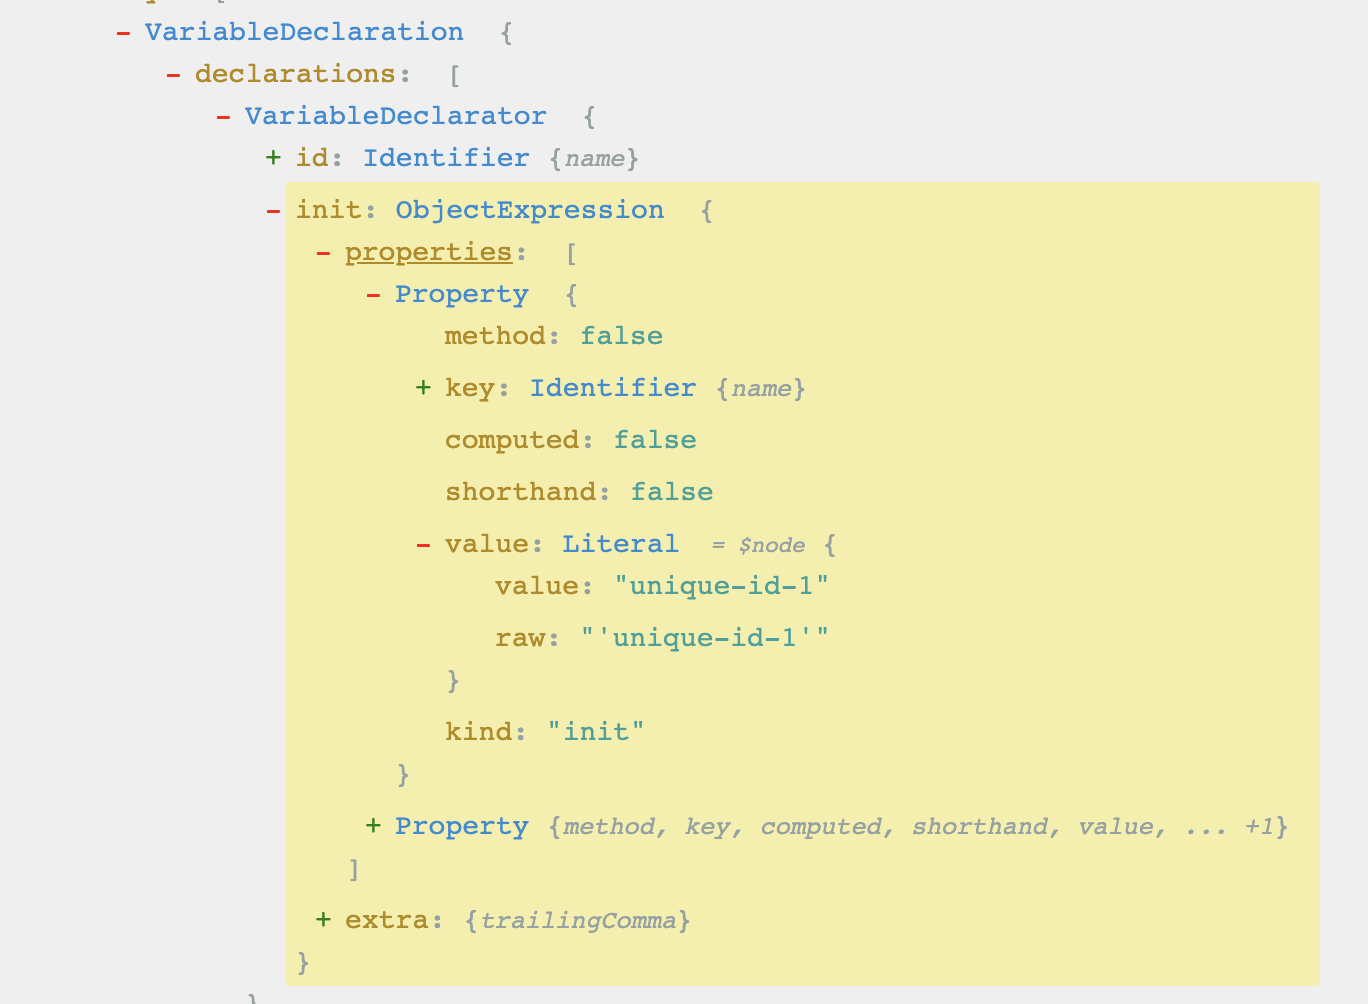 - VariableDeclaration {
- declarations: [
- VariableDeclarator {
+ id: Identifier {name}
- init: ObjectExpression {
- properties: [
- Property {
method: false
+ key: Identifier {name}
computed: false
shorthand: false
- value: Literal = $node {
value: "unique-id-1"
raw: "'unique-id-1'"
}
kind: "init"
}
+ Property {method, key, computed, shorthand, value, ... +1}
]
+ extra: {trailingComma}
}
}